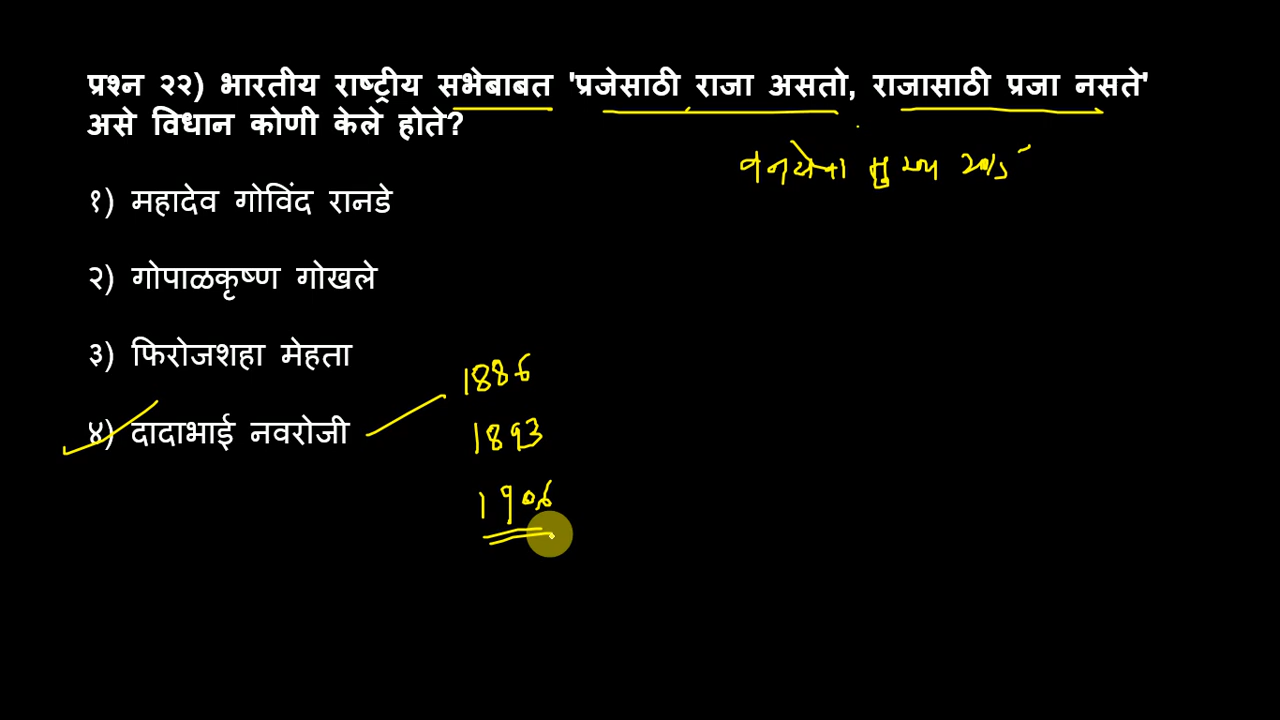 प्रश्न २२) भारतीय राष्ट्रीय सभेबाबत 'प्रजेसाठी राजा असतो, राजासाठी प्रजा नसते'
असे विधान कोणी केले होते?
१) महादेव गोविंद रानडे
२) गोपाळकृष्ण गोखले
३) फिरोजशहा मेहता
1886
४) दादाभाई नवरोजी
1893
1906